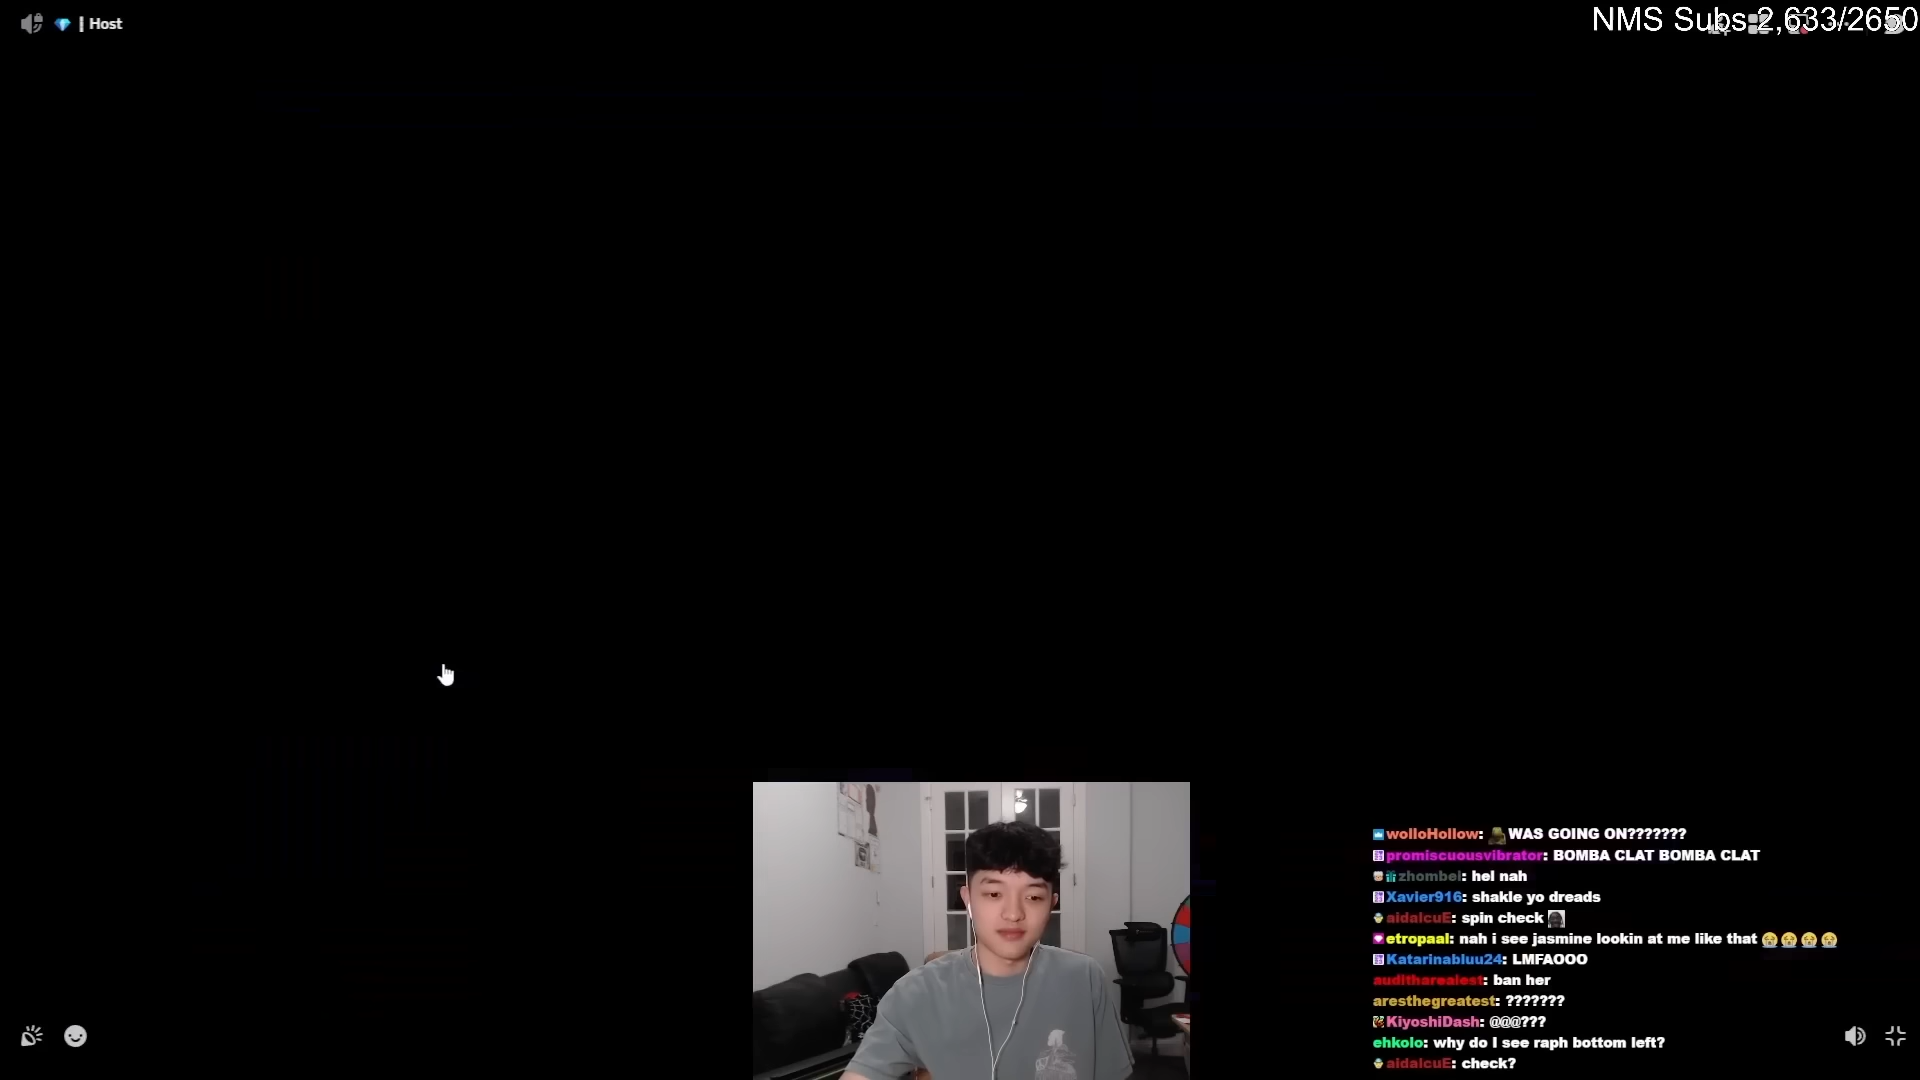 | Host
NMS Subs 2,633/2650
wolloHollow: WAS GOING ON???????
promiscuousvibrator: BOMBA CLAT BOMBA CLAT
zhombei: hel nah
Xavier916: shakle yo dreads
aidalcuE: spin check
etropaal: nah i see jasmine lookin at me like that 😭😭😭😭
Katarinabluu24: LMFAOOO
auditharealest: ban her
aresthegreatest: ???????
KiyoshiDash: @@@???
ehkolo: why do I see raph bottom left?
aidalcuE: check?